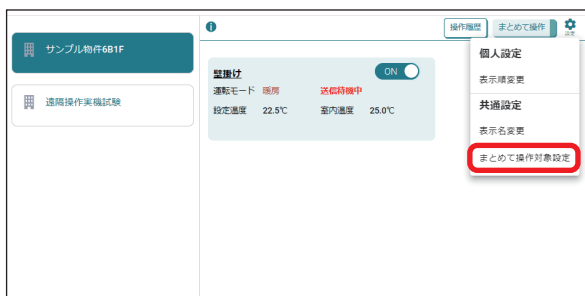 操作履歴
まとめて操作
設定
サンプル物件6B1F
遠隔操作実機試験
壁掛け
ON
運転モード 暖房 送信待機中
設定温度 22.5℃ 室内温度 25.0℃
個人設定
表示順変更
共通設定
表示名変更
まとめて操作対象設定